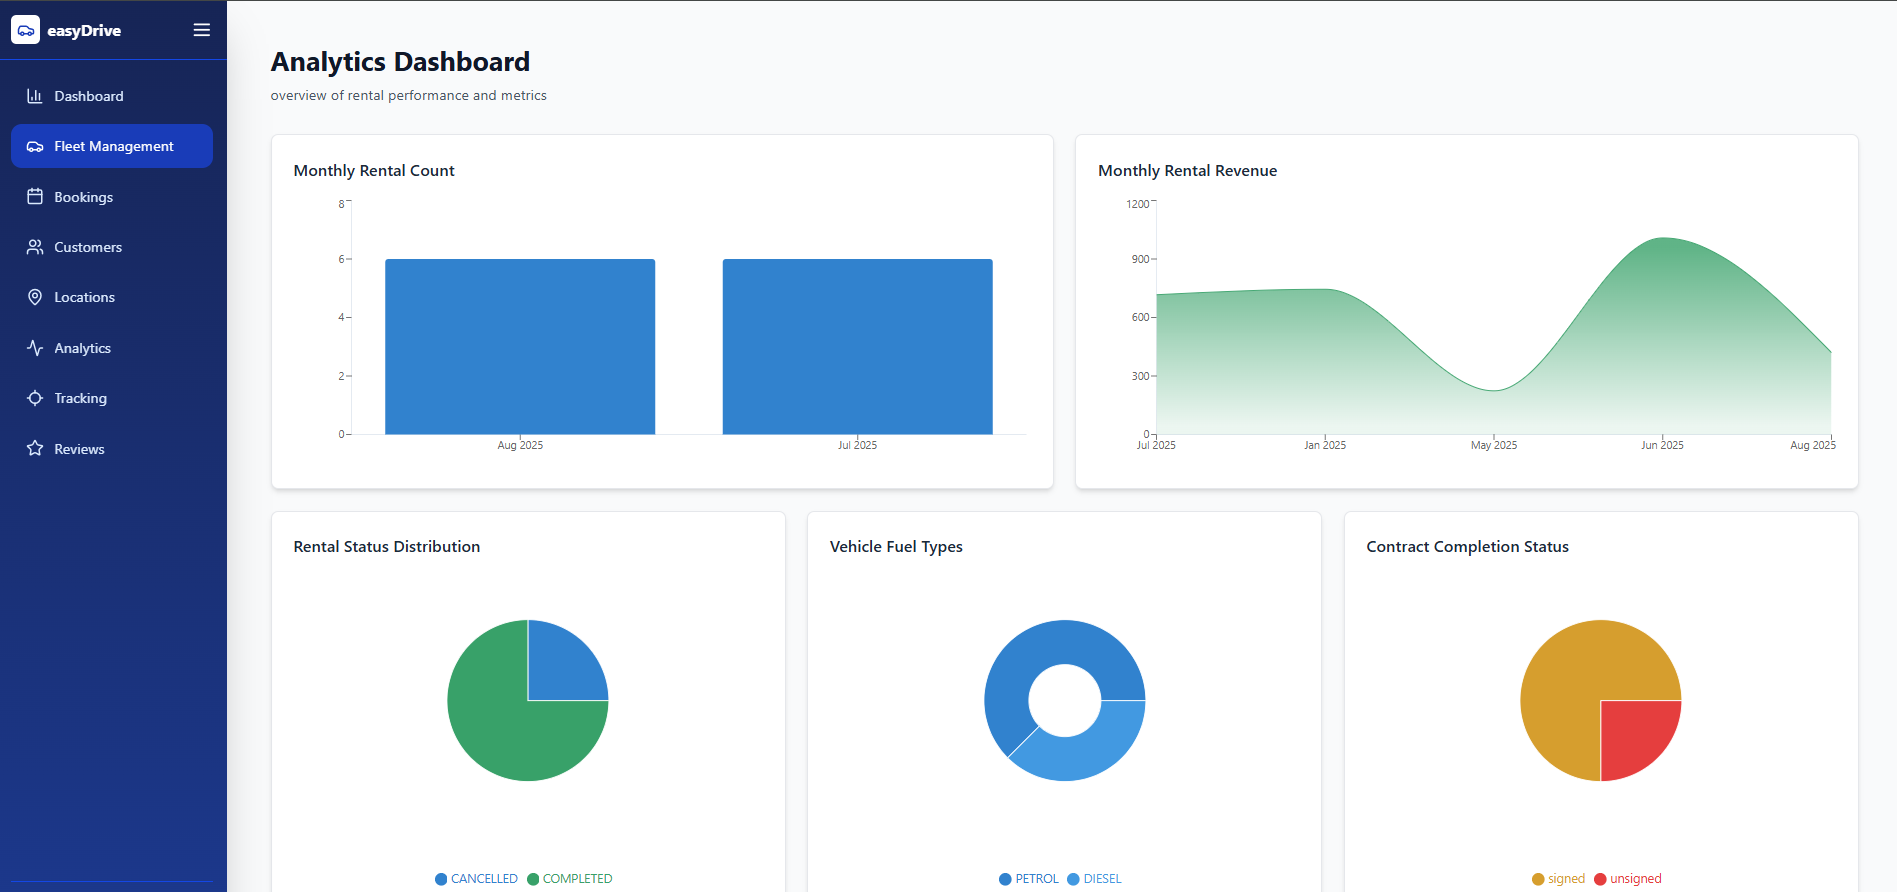 easyDrive
Dashboard
Fleet Management
Bookings
Customers
Locations
Analytics
Tracking
Reviews
Analytics Dashboard
overview of rental performance and metrics
Monthly Rental Count
8
6
4
2
0
Aug 2025 Jul 2025
Monthly Rental Revenue
1200
900
600
300
0
Jul 2025 Jan 2025 May 2025 Jun 2025 Aug 2025
Rental Status Distribution
CANCELLED COMPLETED
Vehicle Fuel Types
PETROL DIESEL
Contract Completion Status
signed unsigned